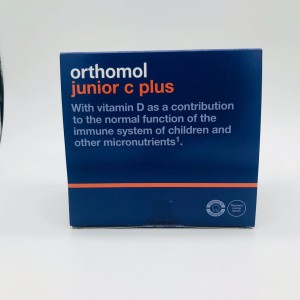 orthomol
junior c plus
With vitamin D as a contribution
to the normal function of the
immune system of children and
other micronutrients¹.